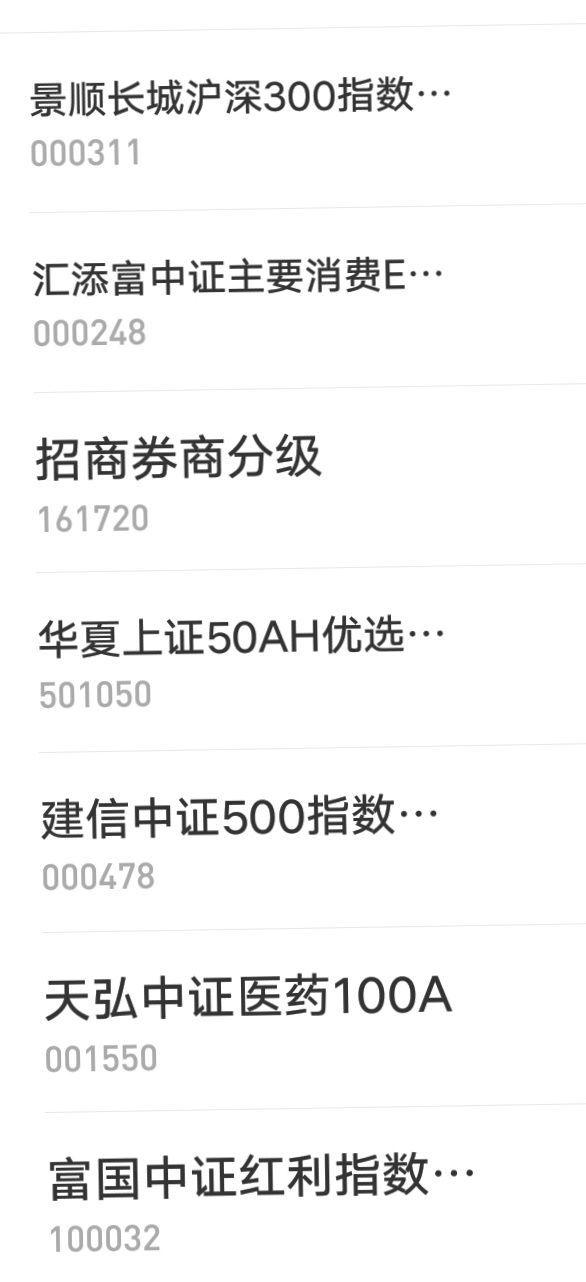 景顺长城沪深300指数…
000311
汇添富中证主要消费E…
000248
招商券商分级
161720
华夏上证50AH优选…
501050
建信中证500指数…
000478
天弘中证医药100A
001550
富国中证红利指数…
100032